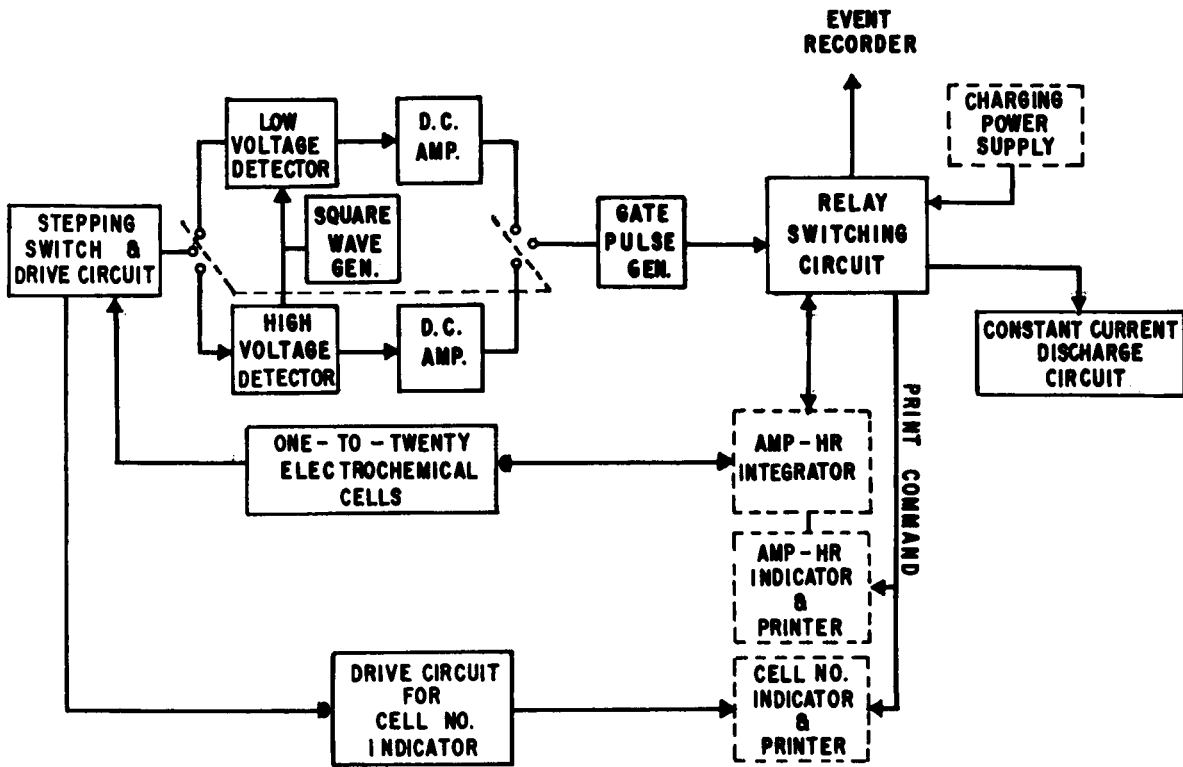 EVENT
RECORDER
CHARGING
POWER
SUPPLY
LOW
VOLTAGE
DETECTOR
D.C.
AMP.
STEPPING
SWITCH &
DRIVE CIRCUIT
SQUARE
WAVE
GEN.
GATE
PULSE
GEN.
RELAY
SWITCHING
CIRCUIT
HIGH
VOLTAGE
DETECTOR
D.C.
AMP.
CONSTANT CURRENT
DISCHARGE
CIRCUIT
ONE-TO-TWENTY
ELECTROCHEMICAL
CELLS
AMP-HR
INTEGRATOR
PRINT COMMAND
AMP-HR
INDICATOR
&
PRINTER
DRIVE CIRCUIT
FOR
CELL NO.
INDICATOR
CELL NO.
INDICATOR
&
PRINTER